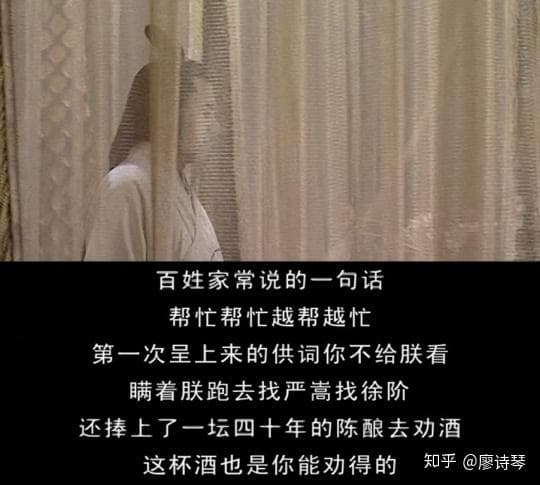 百姓家常说的一句话
帮忙帮忙越帮越忙
第一次呈上来的供词你不给朕看
瞒着朕跑去找严嵩找徐阶
还捧上了一坛四十年的陈酿去劝酒
这杯酒也是你能劝得的
知乎 @廖诗琴